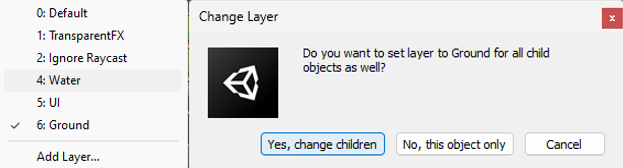 0: Default
1: TransparentFX
2: Ignore Raycast
4: Water
5: UI
✓ 6: Ground
Add Layer...
Change Layer
x
Do you want to set layer to Ground for all child
objects as well?
Yes, change children
No, this object only
Cancel